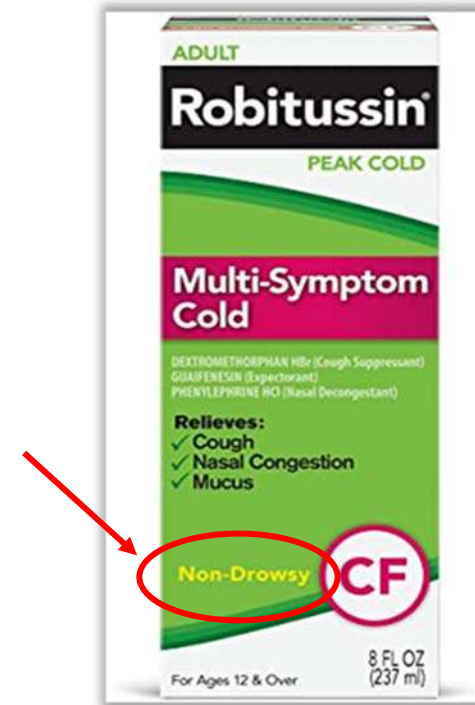 ADULT
Robitussin®
PEAK COLD
Multi-Symptom
Cold
DEXTROMETHORPHAN HBr (Cough Suppressant)
GUAIFENESIN (Expectorant)
PHENYLEPHRINE HCl (Nasal Decongestant)
Relieves:
✓ Cough
✓ Nasal Congestion
✓ Mucus
Non-Drowsy
CF
For Ages 12 & Over
8 FL OZ
(237 ml)